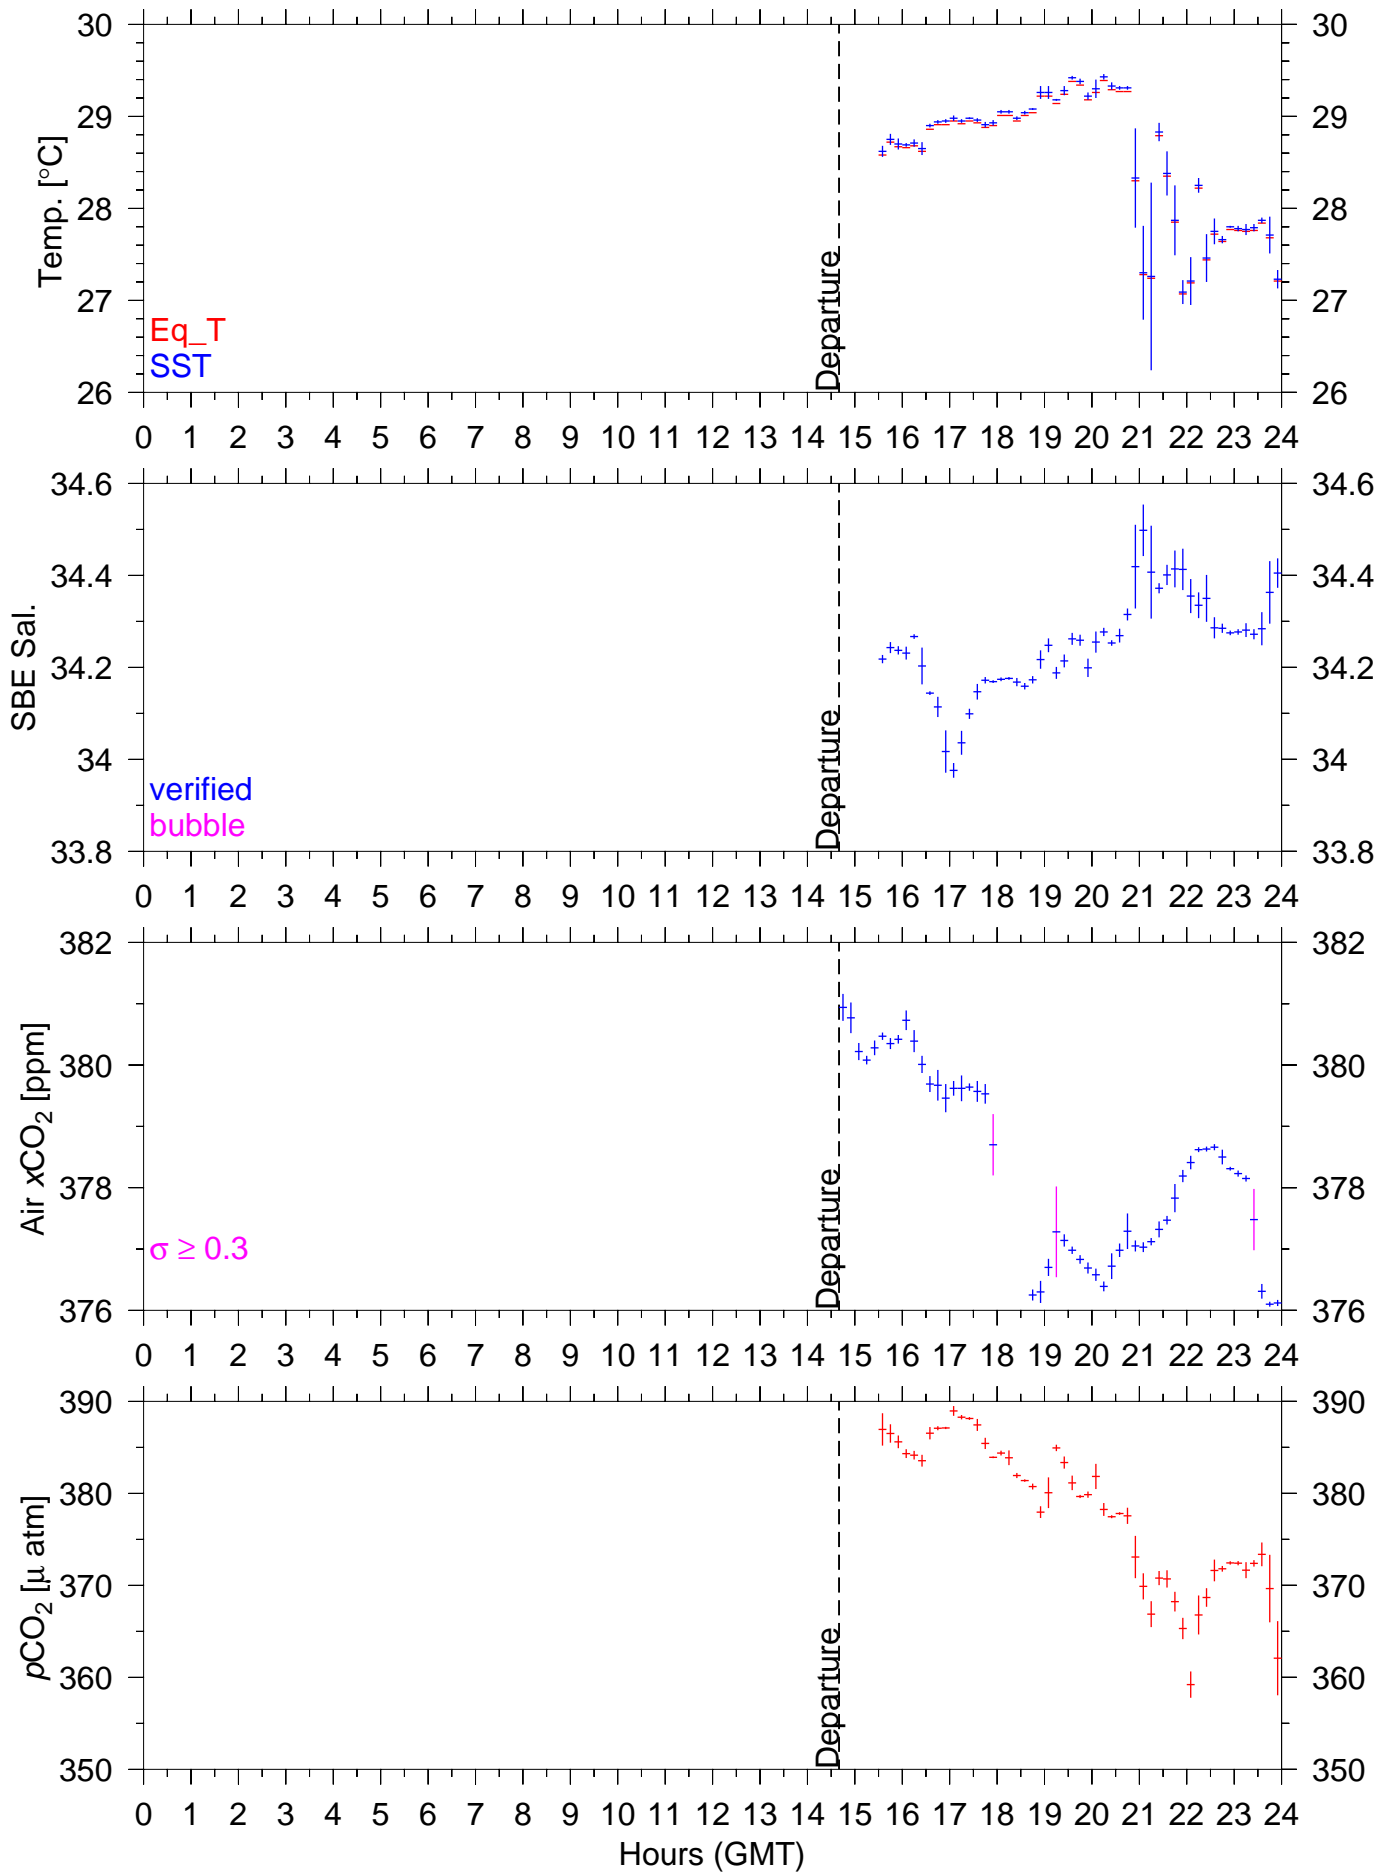 30 30
29 29
28 28
27 27
26 26
Temp. [°C]
Eq_T
SST
Departure
0 1 2 3 4 5 6 7 8 9 10 11 12 13 14 15 16 17 18 19 20 21 22 23 24
34.6 34.6
34.4 34.4
34.2 34.2
34 34
33.8 33.8
SBE Sal.
verified
bubble
Departure
0 1 2 3 4 5 6 7 8 9 10 11 12 13 14 15 16 17 18 19 20 21 22 23 24
382 382
380 380
378 378
376 376
Air xCO₂ [ppm]
σ ≥ 0.3
Departure
0 1 2 3 4 5 6 7 8 9 10 11 12 13 14 15 16 17 18 19 20 21 22 23 24
390 390
380 380
370 370
360 360
350 350
pCO₂ [μ atm]
Departure
0 1 2 3 4 5 6 7 8 9 10 11 12 13 14 15 16 17 18 19 20 21 22 23 24
Hours (GMT)